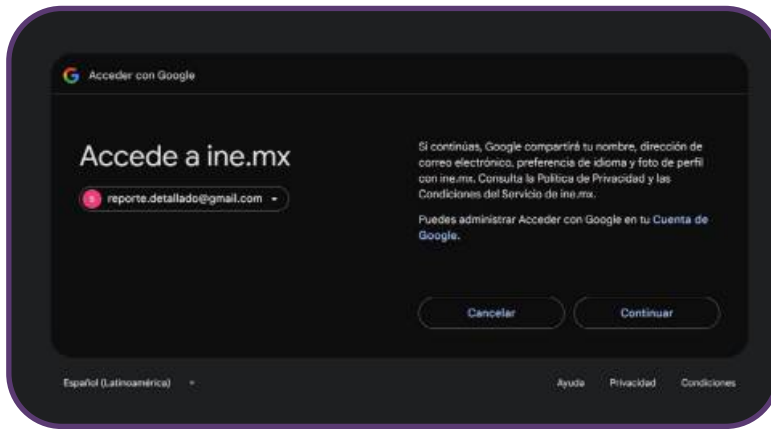 Acceder con Google
Accede a ine.mx
s reporte.detallado@gmail.com
Si continúas, Google compartirá tu nombre, dirección de
correo electrónico, preferencia de idioma y foto de perfil
con ine.mx. Consulta la Política de Privacidad y las
Condiciones del Servicio de ine.mx.
Puedes administrar Acceder con Google en tu Cuenta de
Google.
Cancelar
Continuar
Español (Latinoamérica)
Ayuda
Privacidad
Condiciones